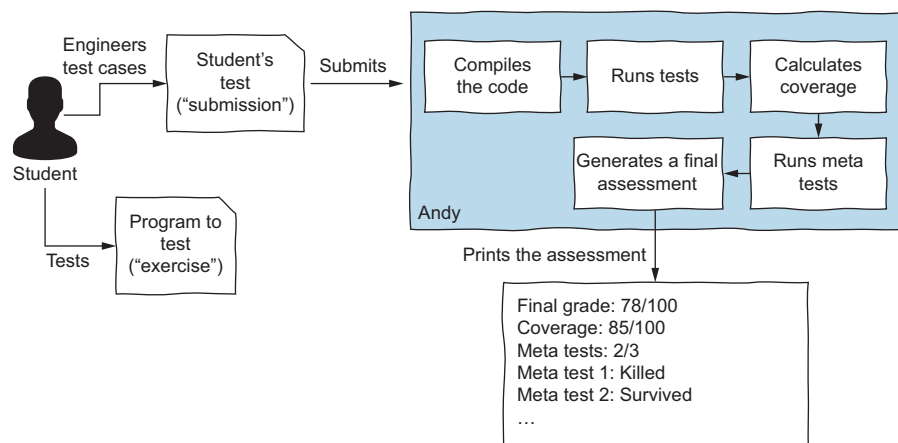 Engineers
test cases
Student's
test
("submission")
Submits
Student
Tests
Program to
test
("exercise")
Compiles
the code
Runs tests
Calculates
coverage
Runs meta
tests
Generates a final
assessment
Andy
Prints the assessment
Final grade: 78/100
Coverage: 85/100
Meta tests: 2/3
Meta test 1: Killed
Meta test 2: Survived
…